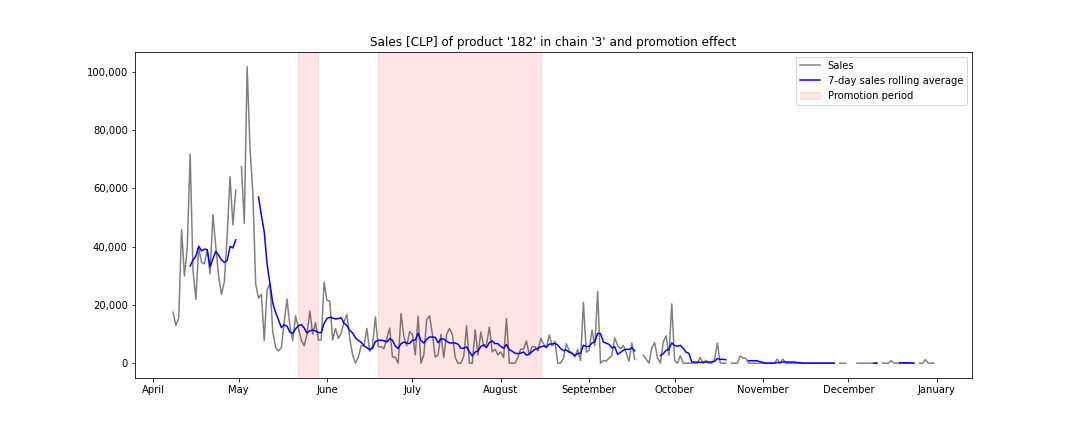 Sales [CLP] of product '182' in chain '3' and promotion effect
Sales
7-day sales rolling average
Promotion period
100,000
80,000
60,000
40,000
20,000
0
April May June July August September October November December January